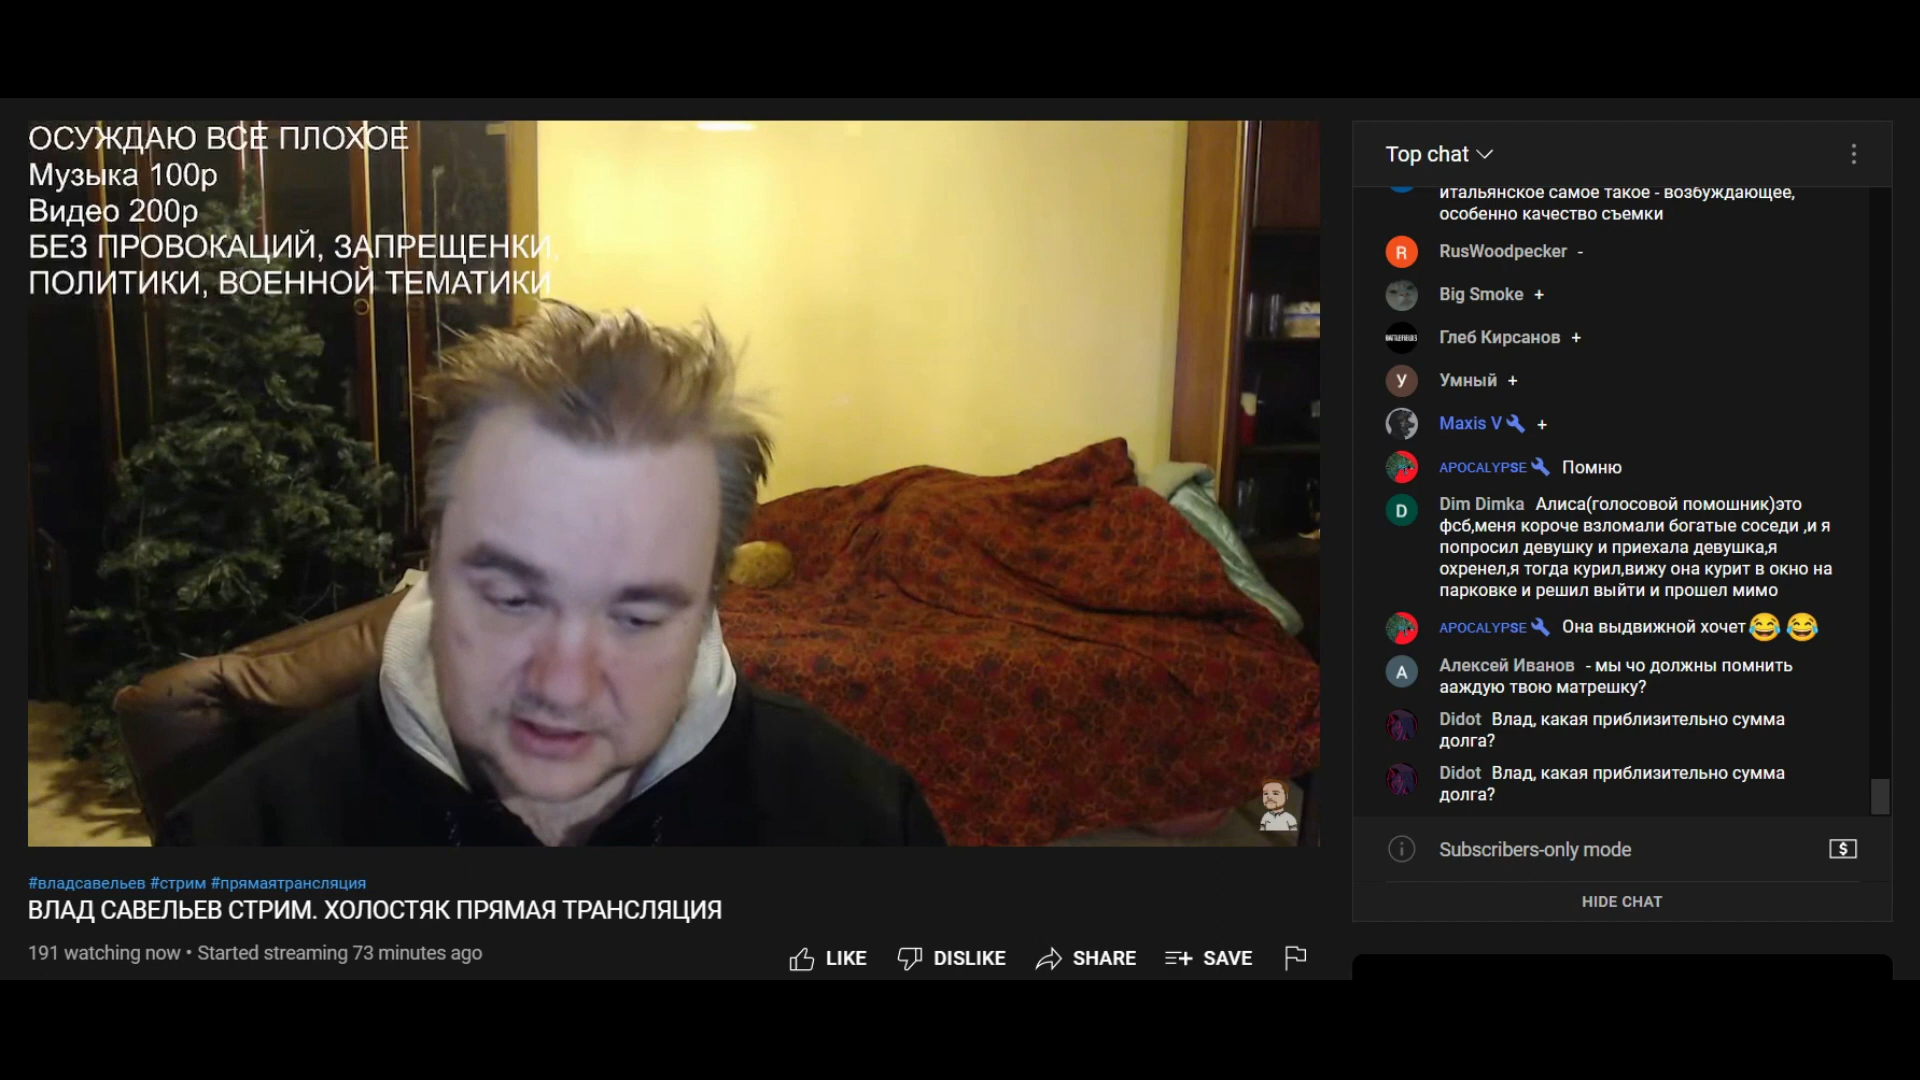 ОСУЖДАЮ ВСЕ ПЛОХОЕ
Музыка 100р
Видео 200р
БЕЗ ПРОВОКАЦИЙ, ЗАПРЕЩЕНКИ,
ПОЛИТИКИ, ВОЕННОЙ ТЕМАТИКИ
#владсавельев #стрим #прямаятрансляция
ВЛАД САВЕЛЬЕВ СТРИМ. ХОЛОСТЯК ПРЯМАЯ ТРАНСЛЯЦИЯ
191 watching now • Started streaming 73 minutes ago
LIKE DISLIKE SHARE SAVE
Top chat
итальянское самое такое - возбуждающее,
особенно качество съемки
R RusWoodpecker -
Big Smoke +
Глеб Кирсанов +
У Умный +
Maxis V +
APOCALYPSE Помню
D Dim Dimka Алиса(голосовой помошник)это
фсб,меня короче взломали богатые соседи ,и я
попросил девушку и приехала девушка,я
охренел,я тогда курил,вижу она курит в окно на
парковке и решил выйти и прошел мимо
APOCALYPSE Она выдвижной хочет😂 😂
А Алексей Иванов - мы чо должны помнить
ааждую твою матрешку?
Didot Влад, какая приблизительно сумма
долга?
Didot Влад, какая приблизительно сумма
долга?
Subscribers-only mode
HIDE CHAT